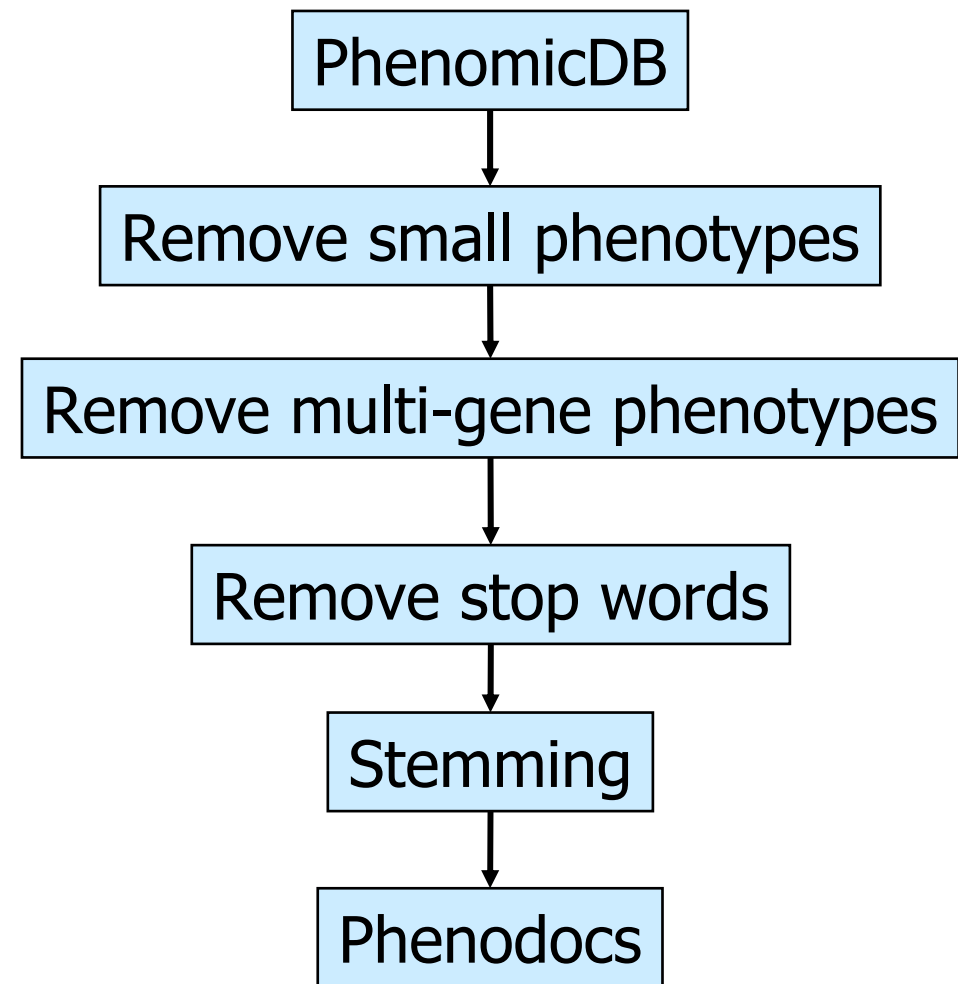 PhenomicDB
Remove small phenotypes
Remove multi-gene phenotypes
Remove stop words
Stemming
Phenodocs